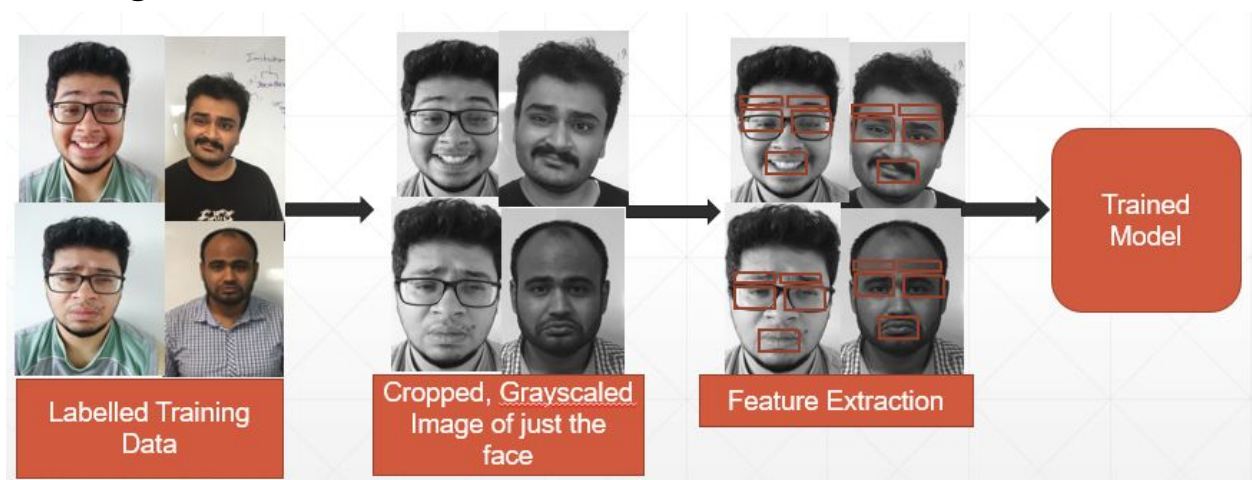 Labelled Training
Data
Cropped, Grayscaled
Image of just the
face
Feature Extraction
Trained
Model